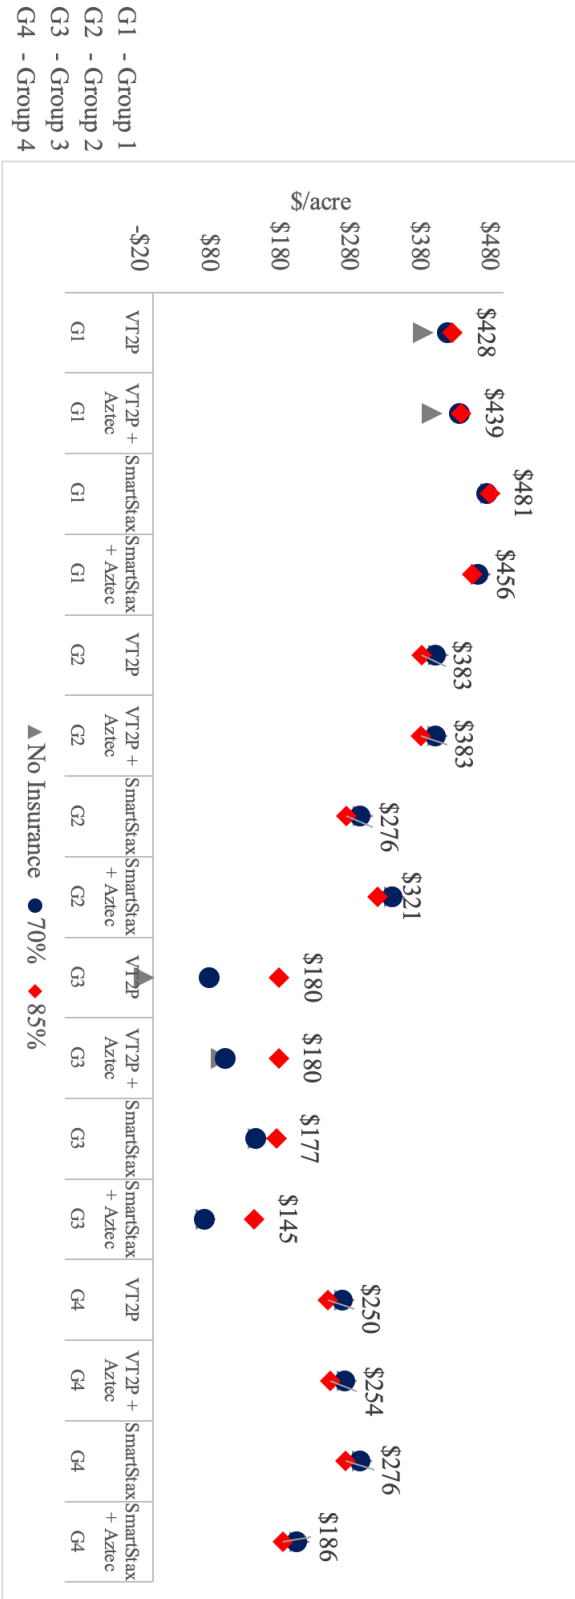 $/acre
$480
$380
$280
$180
$80
-$20
$428
$439
$481
$456
$383
$383
$276
$321
$180
$180
$177
$145
$250
$254
$276
$186
VT2P
VT2P +
Aztec
SmartStax
SmartStax
+ Aztec
VT2P
VT2P +
Aztec
SmartStax
SmartStax
+ Aztec
VT2P
VT2P +
Aztec
SmartStax
SmartStax
+ Aztec
VT2P
VT2P +
Aztec
SmartStax
SmartStax
+ Aztec
G1 G1 G1 G1 G2 G2 G2 G2 G3 G3 G3 G3 G4 G4 G4 G4
No Insurance 70% 85%
G1 - Group 1
G2 - Group 2
G3 - Group 3
G4 - Group 4